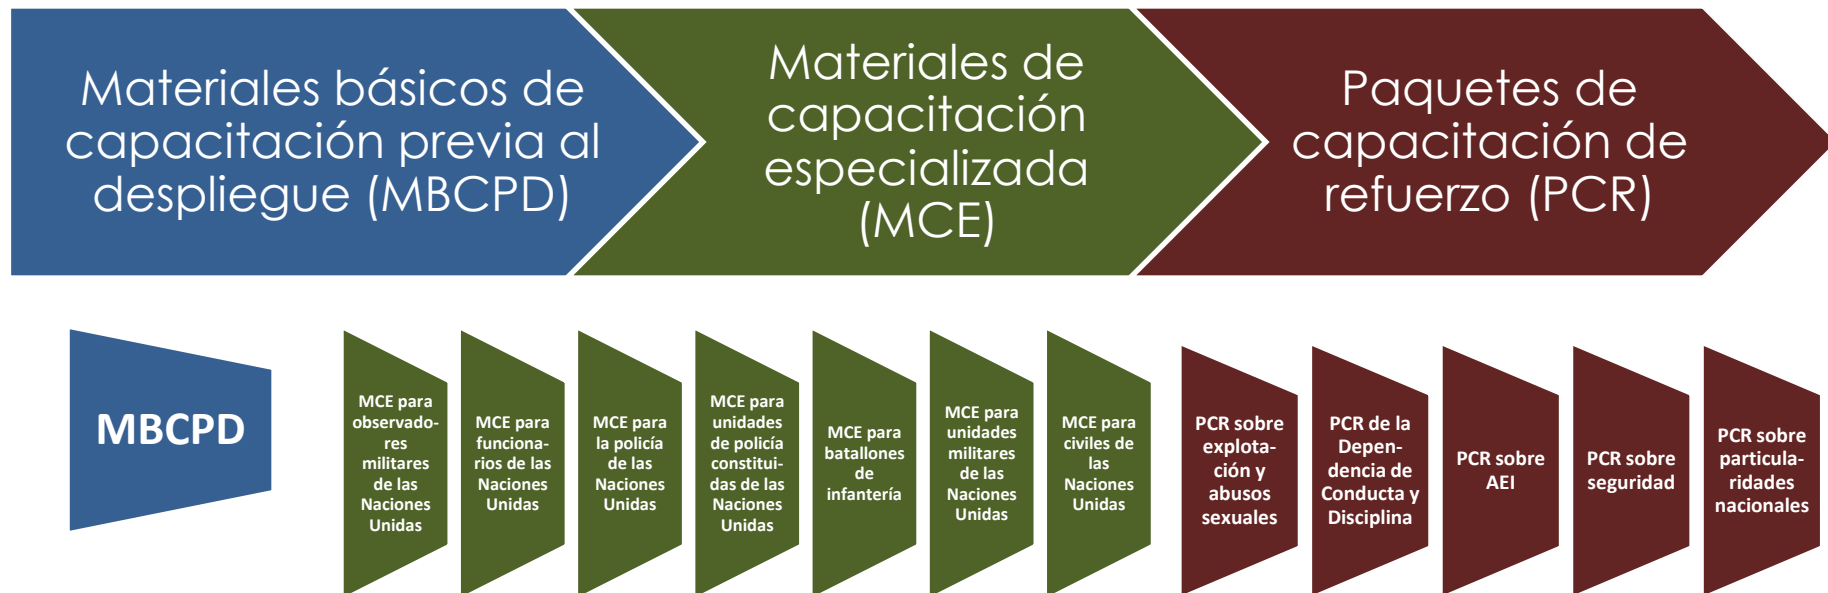 Materiales básicos de
capacitación previa al
despliegue (MBCPD)
Materiales de
capacitación
especializada
(MCE)
Paquetes de
capacitación de
refuerzo (PCR)
MBCPD
MCE para
observado-
res
militares
de las
Naciones
Unidas
MCE para
funciona-
rios de las
Naciones
Unidas
MCE para
la policía
de las
Naciones
Unidas
MCE para
unidades
de policía
constitui-
das de las
Naciones
Unidas
MCE para
batallones
de
infantería
MCE para
unidades
militares
de las
Naciones
Unidas
MCE para
civiles de
las
Naciones
Unidas
PCR sobre
explota-
ción y
abusos
sexuales
PCR de la
Depen-
dencia de
Conducta y
Disciplina
PCR sobre
AEI
PCR sobre
seguridad
PCR sobre
particula-
ridades
nacionales